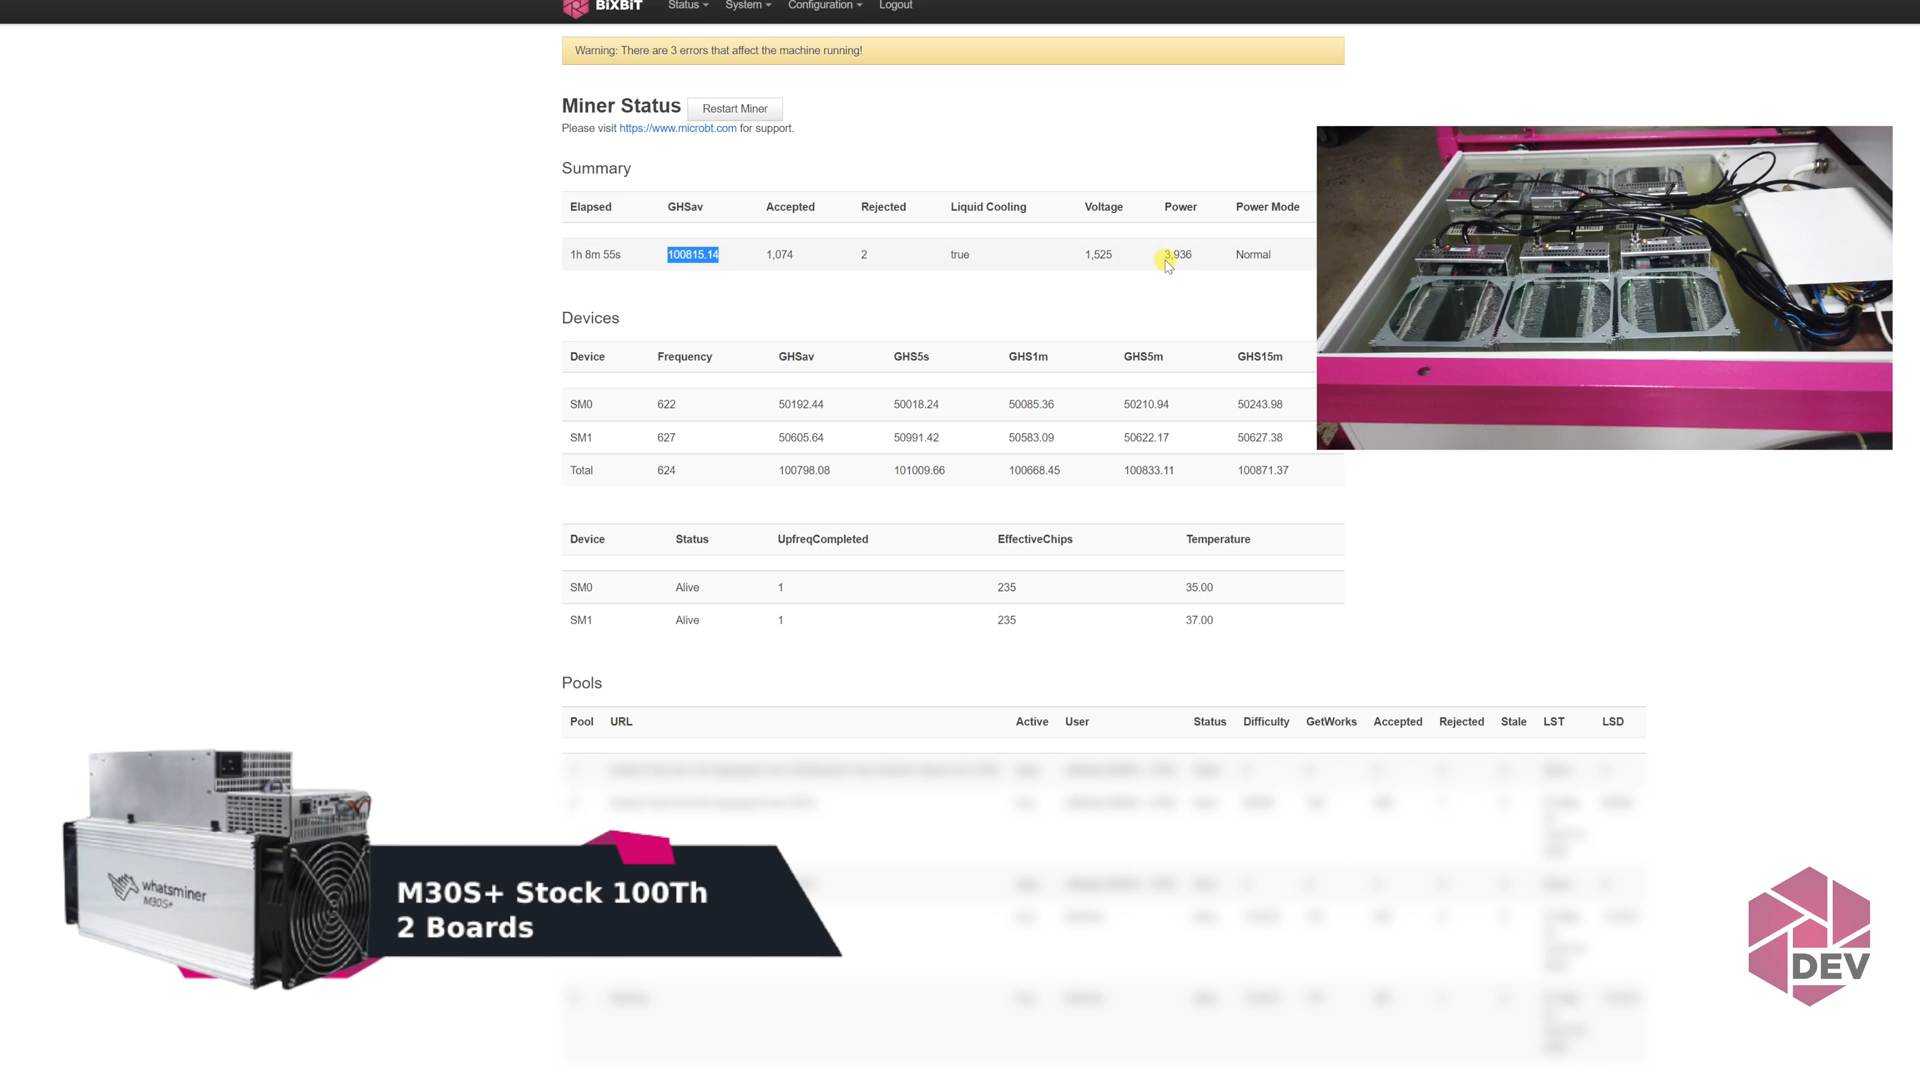 BiXBiT Status System Configuration Logout
Warning: There are 3 errors that affect the machine running!
Miner Status Restart Miner
Please visit https://www.microbt.com for support.
Summary
Elapsed GHSav Accepted Rejected Liquid Cooling Voltage Power Power Mode
1h 8m 55s 100815.14 1,074 2 true 1,525 3,936 Normal
Devices
Device Frequency GHSav GHS5s GHS1m GHS5m GHS15m
SM0 622 50192.44 50018.24 50085.36 50210.94 50243.98
SM1 627 50605.64 50991.42 50583.09 50622.17 50627.38
Total 624 100798.08 101009.66 100668.45 100833.11 100871.37
Device Status UpfreqCompleted EffectiveChips Temperature
SM0 Alive 1 235 35.00
SM1 Alive 1 235 37.00
Pools
Pool URL Active User Status Difficulty GetWorks Accepted Rejected Stale LST LSD
whatsminer
M30S+
M30S+ Stock 100Th
2 Boards
DEV